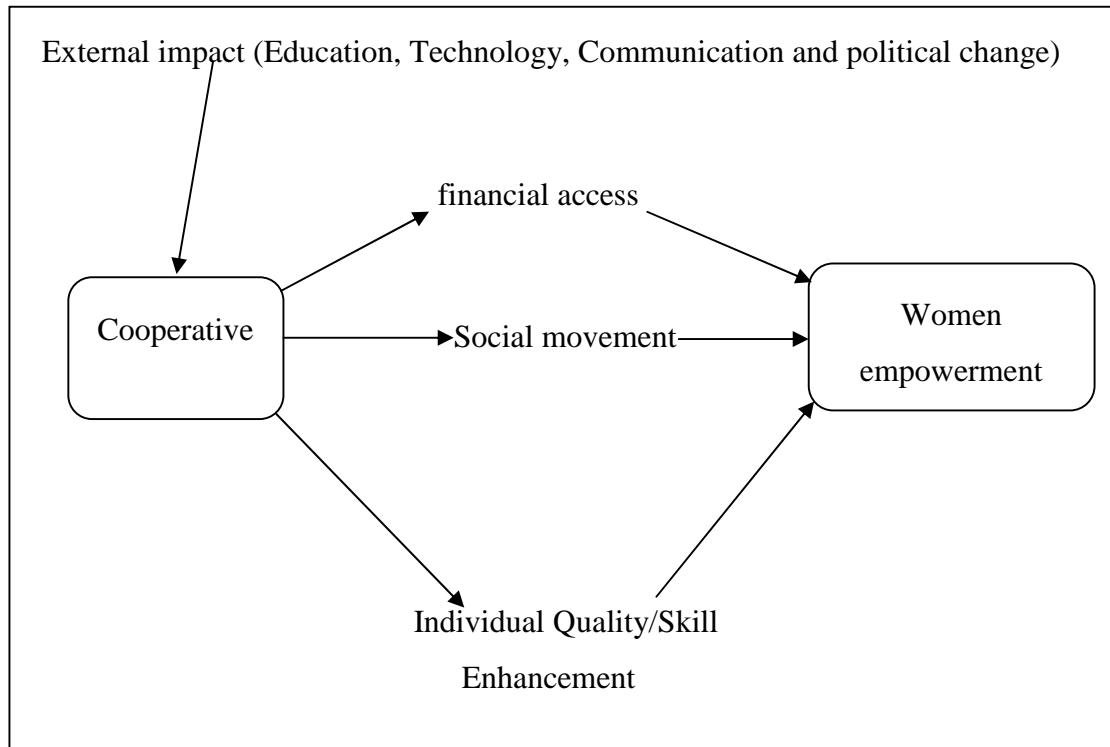 External impact (Education, Technology, Communication and political change)
financial access
Cooperative
Social movement
Women
empowerment
Individual Quality/Skill
Enhancement